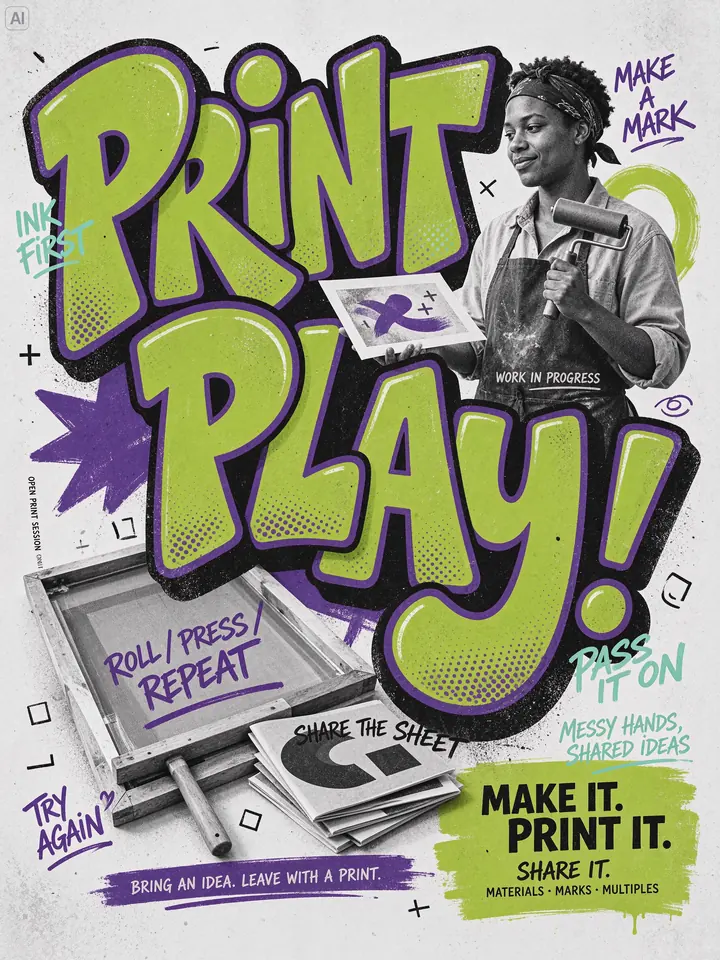 AI
PRINT
PLAY!
MAKE
A
MARK
INK
FIRST
WORK IN PROGRESS
OPEN PRINT SESSION
ROLL / PRESS /
REPEAT
SHARE THE SHEET
PASS
IT ON
MESSY HANDS,
SHARED IDEAS
TRY
AGAIN
MAKE IT.
PRINT IT.
SHARE IT.
MATERIALS · MARKS · MULTIPLES
BRING AN IDEA. LEAVE WITH A PRINT.